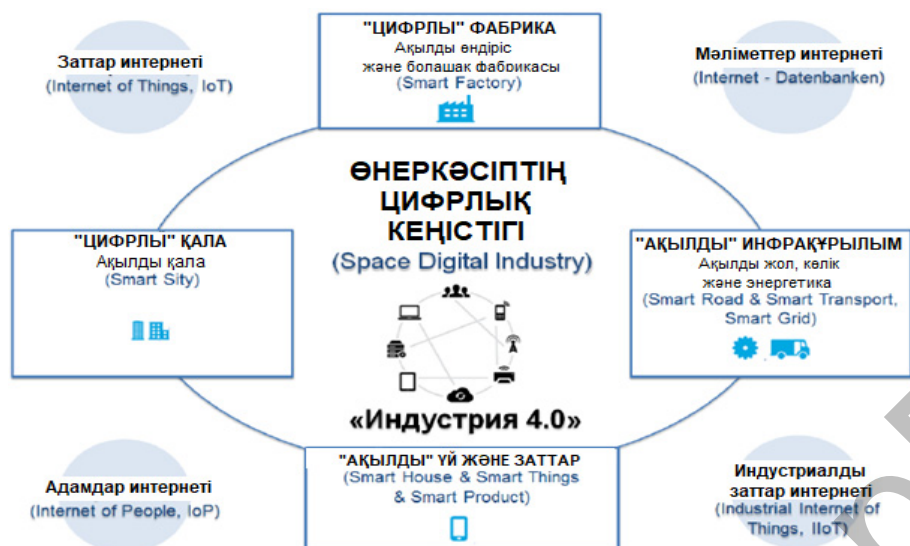 "ЦИФРЛЫ" ФАБРИКА
Ақылды өндіріс
және болашақ фабрикасы
(Smart Factory)
Заттар интернеті
(Internet of Things, IoT)
Мәліметтер интернеті
(Internet - Datenbanken)
ӨНЕРКӘСІПТІҢ
ЦИФРЛЫҚ
КЕҢІСТІГІ
(Space Digital Industry)
«Индустрия 4.0»
"ЦИФРЛЫ" ҚАЛА
Ақылды қала
(Smart Sity)
"АҚЫЛДЫ" ИНФРАҚҰРЫЛЫМ
Ақылды жол, көлік
және энергетика
(Smart Road & Smart Transport,
Smart Grid)
Адамдар интернеті
(Internet of People, IoP)
"АҚЫЛДЫ" ҮЙ ЖӘНЕ ЗАТТАР
(Smart House & Smart Things
& Smart Product)
Индустриалды
заттар интернеті
(Industrial Internet of
Things, IIoT)